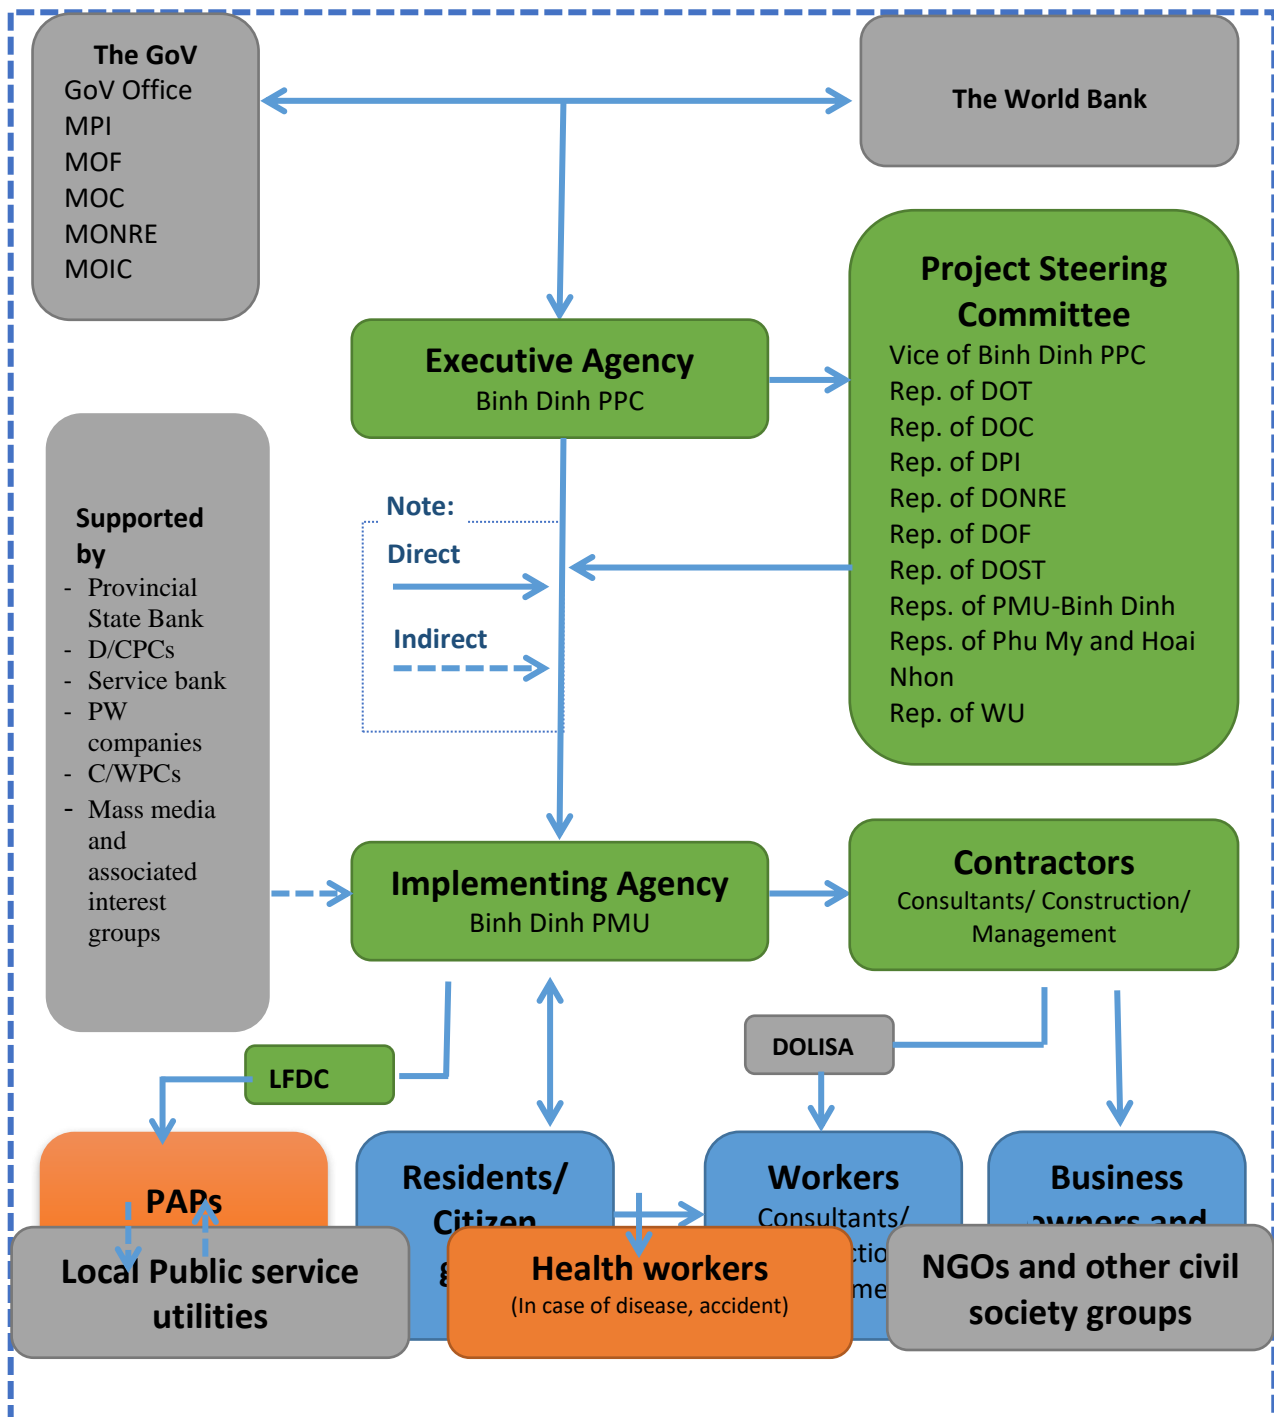 The GoV
GoV Office
MPI
MOF
MOC
MONRE
MOIC
The World Bank
Project Steering
Committee
Vice of Binh Dinh PPC
Rep. of DOT
Rep. of DOC
Rep. of DPI
Rep. of DONRE
Rep. of DOF
Rep. of DOST
Reps. of PMU-Binh Dinh
Reps. of Phu My and Hoai
Nhon
Rep. of WU
Executive Agency
Binh Dinh PPC
Note:
Direct
Indirect
Supported
by
- Provincial
State Bank
- D/CPCs
- Service bank
- PW
companies
- C/WPCs
- Mass media
and
associated
interest
groups
Implementing Agency
Binh Dinh PMU
Contractors
Consultants/ Construction/
Management
LFDC
DOLISA
PAPs
Residents/
Citizen
Workers
Consultants/
Business
owners and
Local Public service
utilities
Health workers
(In case of disease, accident)
NGOs and other civil
society groups